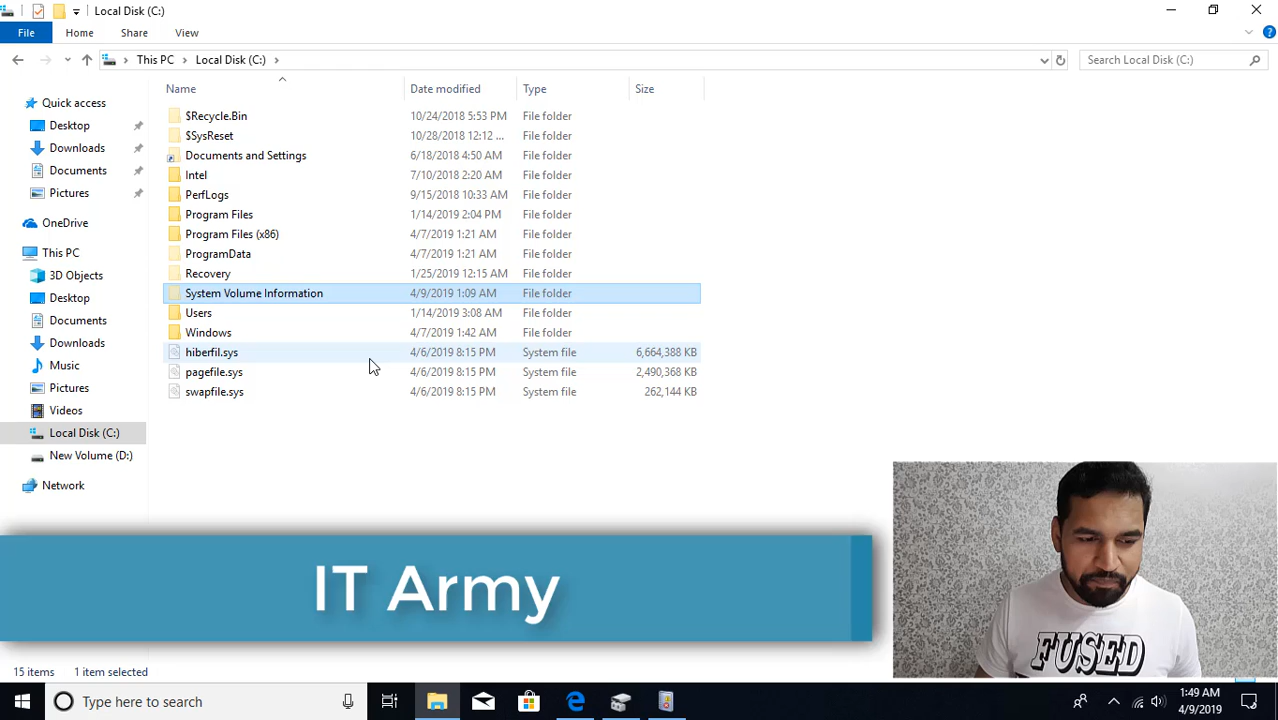 Local Disk (C:)
File Home Share View
This PC Local Disk (C:) Search Local Disk (C:)
Name Date modified Type Size
Quick access
Desktop
Downloads
Documents
Pictures
OneDrive
This PC
3D Objects
Desktop
Documents
Downloads
Music
Pictures
Videos
Local Disk (C:)
New Volume (D:)
Network
$Recycle.Bin 10/24/2018 5:53 PM File folder
$SysReset 10/28/2018 12:12 ... File folder
Documents and Settings 6/18/2018 4:50 AM File folder
Intel 7/10/2018 2:20 AM File folder
PerfLogs 9/15/2018 10:33 AM File folder
Program Files 1/14/2019 2:04 PM File folder
Program Files (x86) 4/7/2019 1:21 AM File folder
ProgramData 4/7/2019 1:21 AM File folder
Recovery 1/25/2019 12:15 AM File folder
System Volume Information 4/9/2019 1:09 AM File folder
Users 1/14/2019 3:08 AM File folder
Windows 4/7/2019 1:42 AM File folder
hiberfil.sys 4/6/2019 8:15 PM System file 6,664,388 KB
pagefile.sys 4/6/2019 8:15 PM System file 2,490,368 KB
swapfile.sys 4/6/2019 8:15 PM System file 262,144 KB
IT Army
FUSED
15 items 1 item selected
Type here to search
1:49 AM
4/9/2019